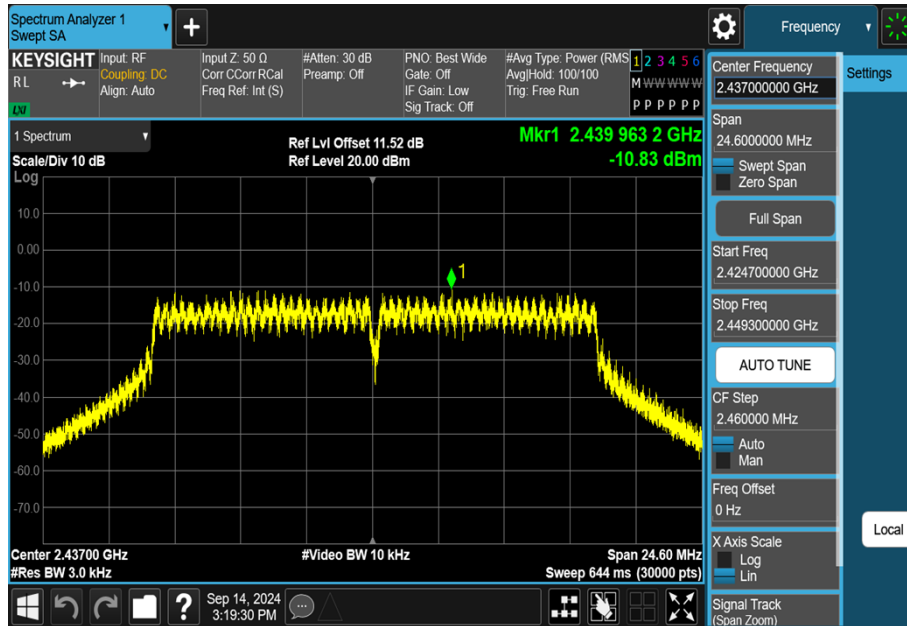 Spectrum Analyzer 1
Swept SA
Frequency
KEYSIGHT
RL
LXI
Input: RF
Coupling: DC
Align: Auto
Input Z: 50 Ω
Corr CCorr RCal
Freq Ref: Int (S)
#Atten: 30 dB
Preamp: Off
PNO: Best Wide
Gate: Off
IF Gain: Low
Sig Track: Off
#Avg Type: Power (RMS
Avg|Hold: 100/100
Trig: Free Run
1 2 3 4 5 6
M W W W W W
P P P P P P
1 Spectrum
Scale/Div 10 dB
Log
Ref Lvl Offset 11.52 dB
Ref Level 20.00 dBm
Mkr1 2.439 963 2 GHz
-10.83 dBm
10.0
0.00
-10.0
-20.0
-30.0
-40.0
-50.0
-60.0
-70.0
1
Center 2.43700 GHz
#Res BW 3.0 kHz
#Video BW 10 kHz
Span 24.60 MHz
Sweep 644 ms (30000 pts)
Sep 14, 2024
3:19:30 PM
Center Frequency
2.437000000 GHz
Span
24.6000000 MHz
Swept Span
Zero Span
Full Span
Start Freq
2.424700000 GHz
Stop Freq
2.449300000 GHz
AUTO TUNE
CF Step
2.460000 MHz
Auto
Man
Freq Offset
0 Hz
X Axis Scale
Log
Lin
Signal Track
(Span Zoom)
Settings
Local